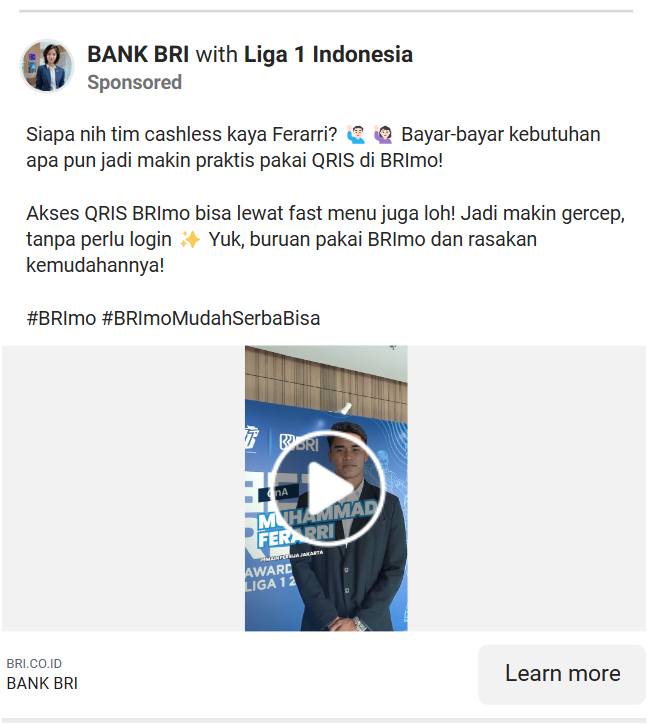 BANK BRI with Liga 1 Indonesia
Sponsored
Siapa nih tim cashless kaya Ferarri? 🙋🏻‍♂️ 🙋🏻‍♀️ Bayar-bayar kebutuhan
apa pun jadi makin praktis pakai QRIS di BRImo!
Akses QRIS BRImo bisa lewat fast menu juga loh! Jadi makin gercep,
tanpa perlu login ✨ Yuk, buruan pakai BRImo dan rasakan
kemudahannya!
#BRImo #BRImoMudahSerbaBisa
BRI
QnA
MUHAMMAD
FERARRI
PEMAIN PERSIJA JAKARTA
AWARD
LIGA 1 2
BRI.CO.ID
BANK BRI
Learn more